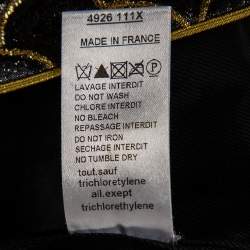 4926 111X
MADE IN FRANCE
P
LAVAGE INTERDIT
DO NOT WASH
CHLORE INTERDIT
NO BLEACH
REPASSAGE INTERDIT
DO NOT IRON
SECHAGE INTERDIT
NO TUMBLE DRY
tout.sauf
trichloretylene
all.exept
trichlorethylene